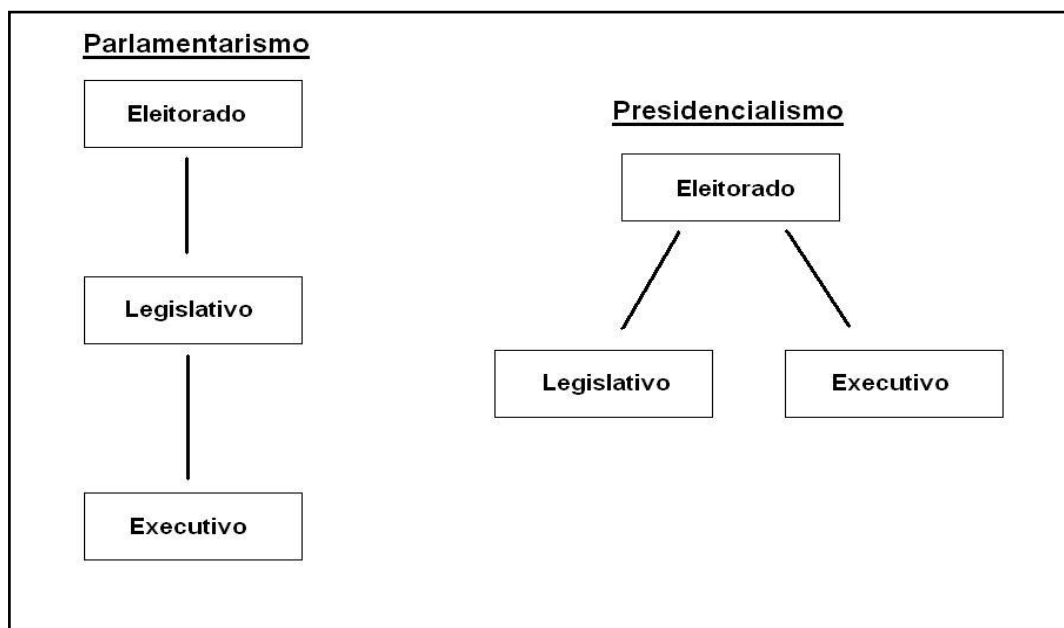 Parlamentarismo
Eleitorado
Legislativo
Executivo
Presidencialismo
Eleitorado
Legislativo
Executivo